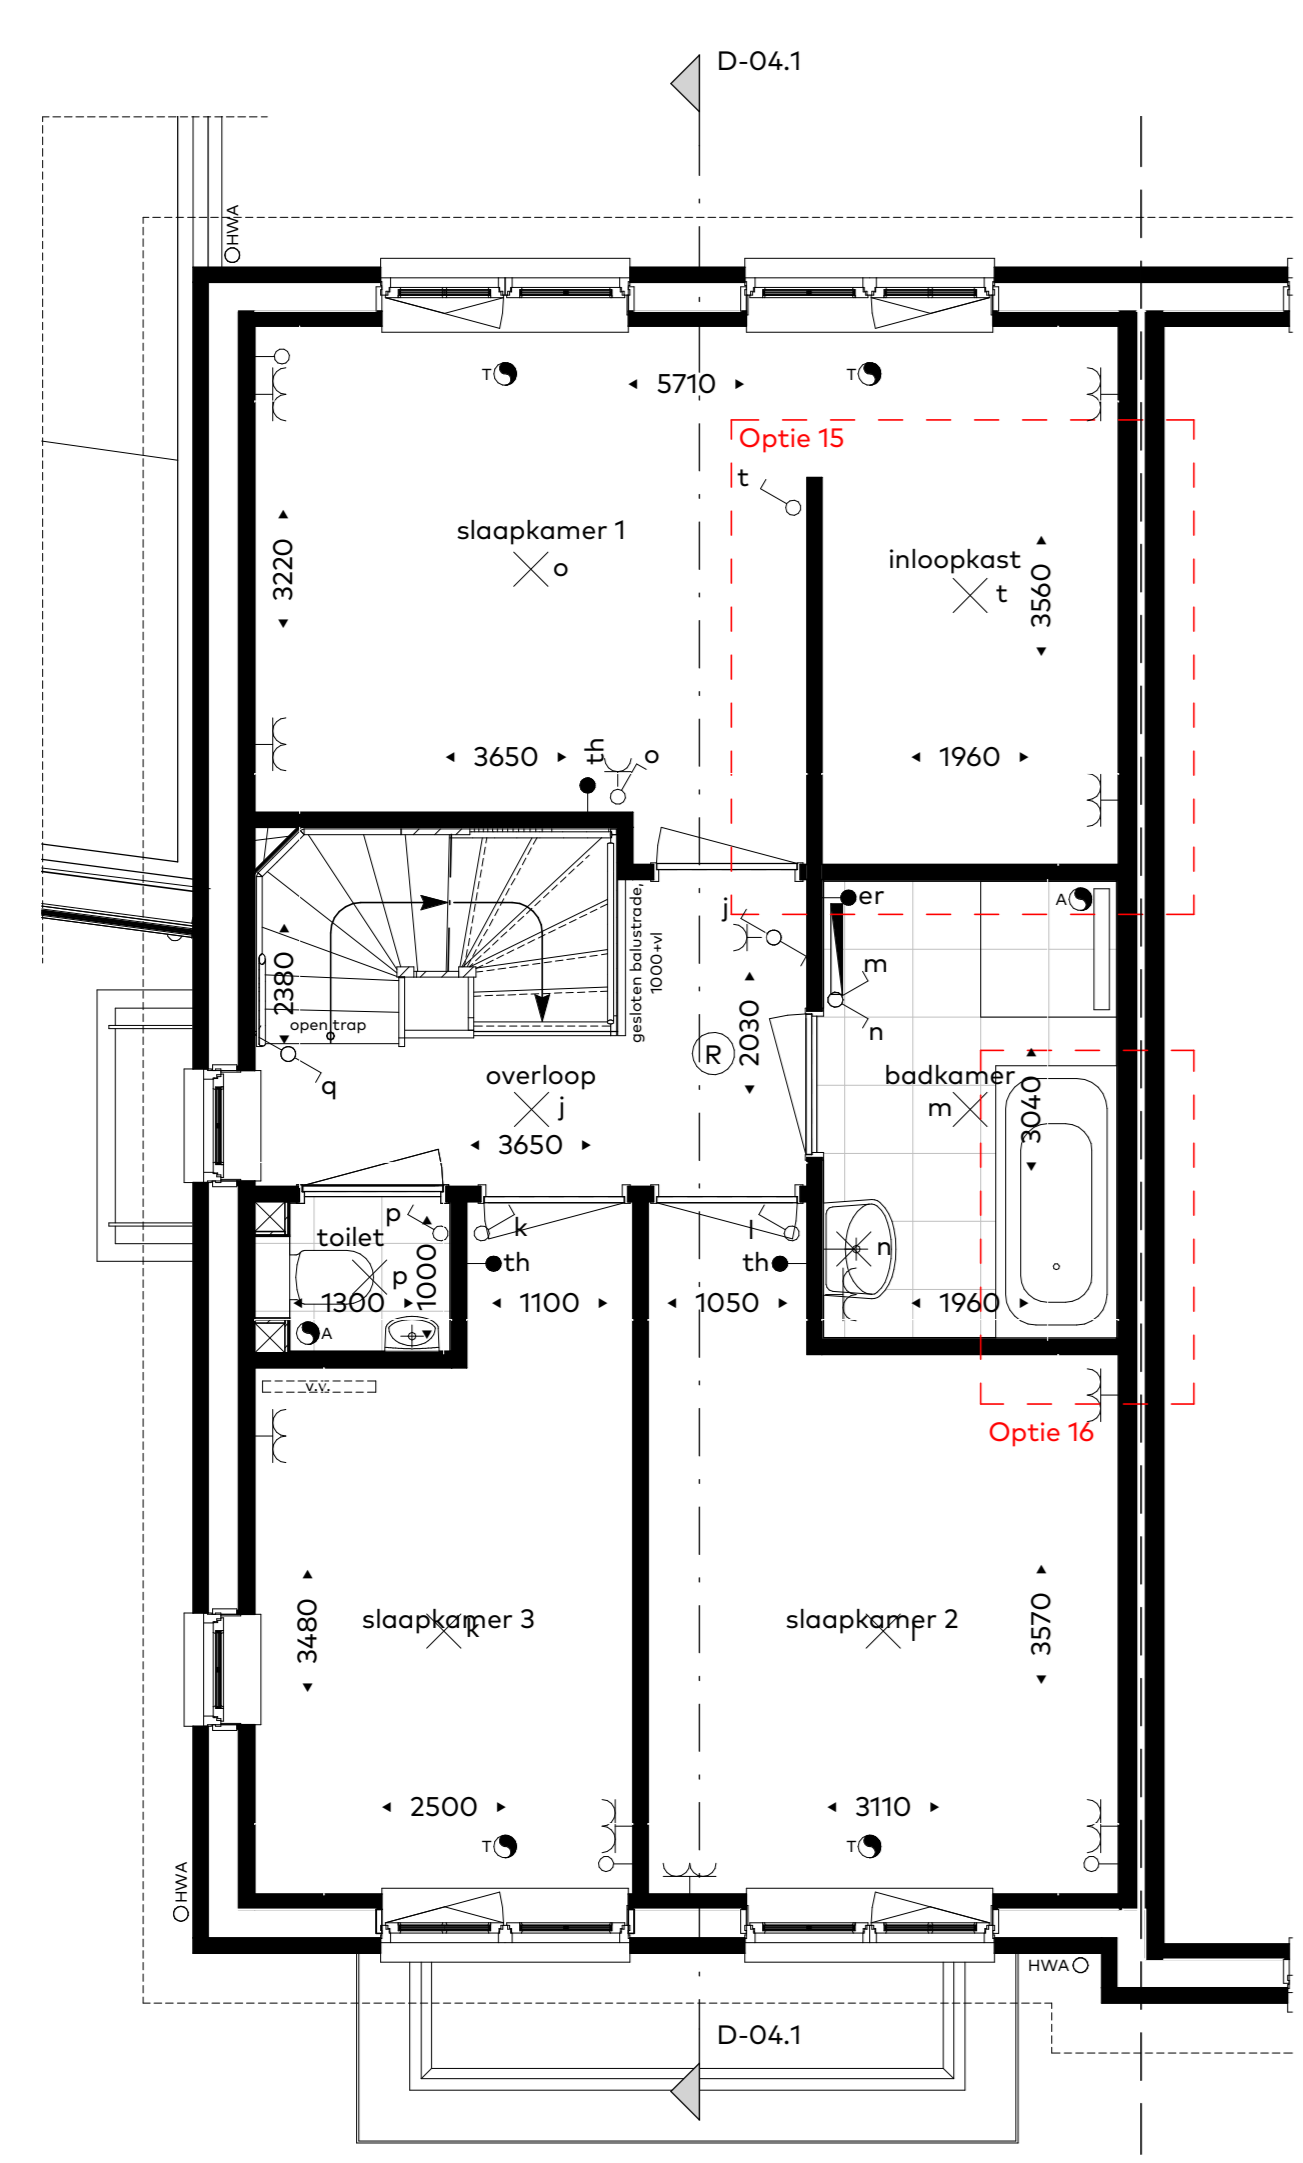 D-04.1
HWA
T
T
5710
Optie 15
t
slaapkamer 1
o
3220
inloopkast
t
3560
3650
th
o
1960
gesloten balustrade,
1000+vl
j
er
A
m
n
2380
open trap
q
R
2030
overloop
j
3650
badkamer
m
3040
p
toilet
p
1000
1300
A
k
th
1100
l
th
1050
n
1960
v.v.
Optie 16
slaapkamer 3
k
3480
slaapkamer 2
l
3570
2500
3110
T
T
HWA
HWA
D-04.1